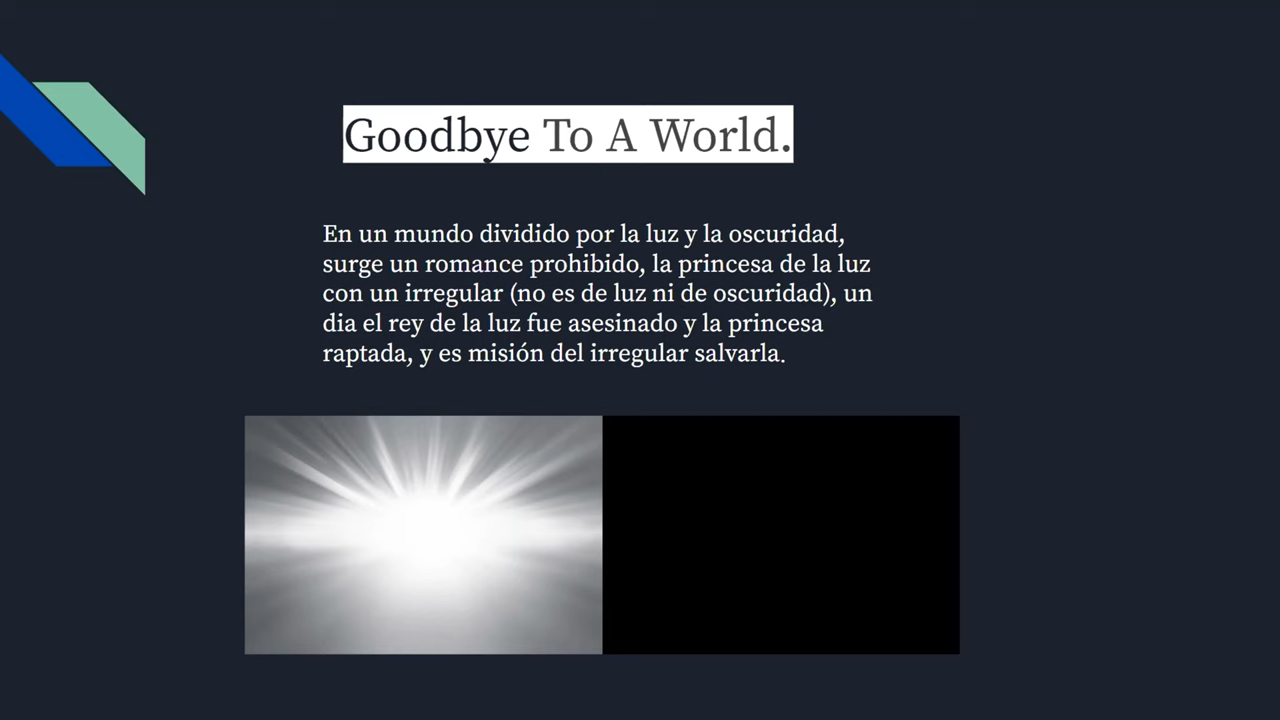 Goodbye To A World.
En un mundo dividido por la luz y la oscuridad,
surge un romance prohibido, la princesa de la luz
con un irregular (no es de luz ni de oscuridad), un
dia el rey de la luz fue asesinado y la princesa
raptada, y es misión del irregular salvarla.